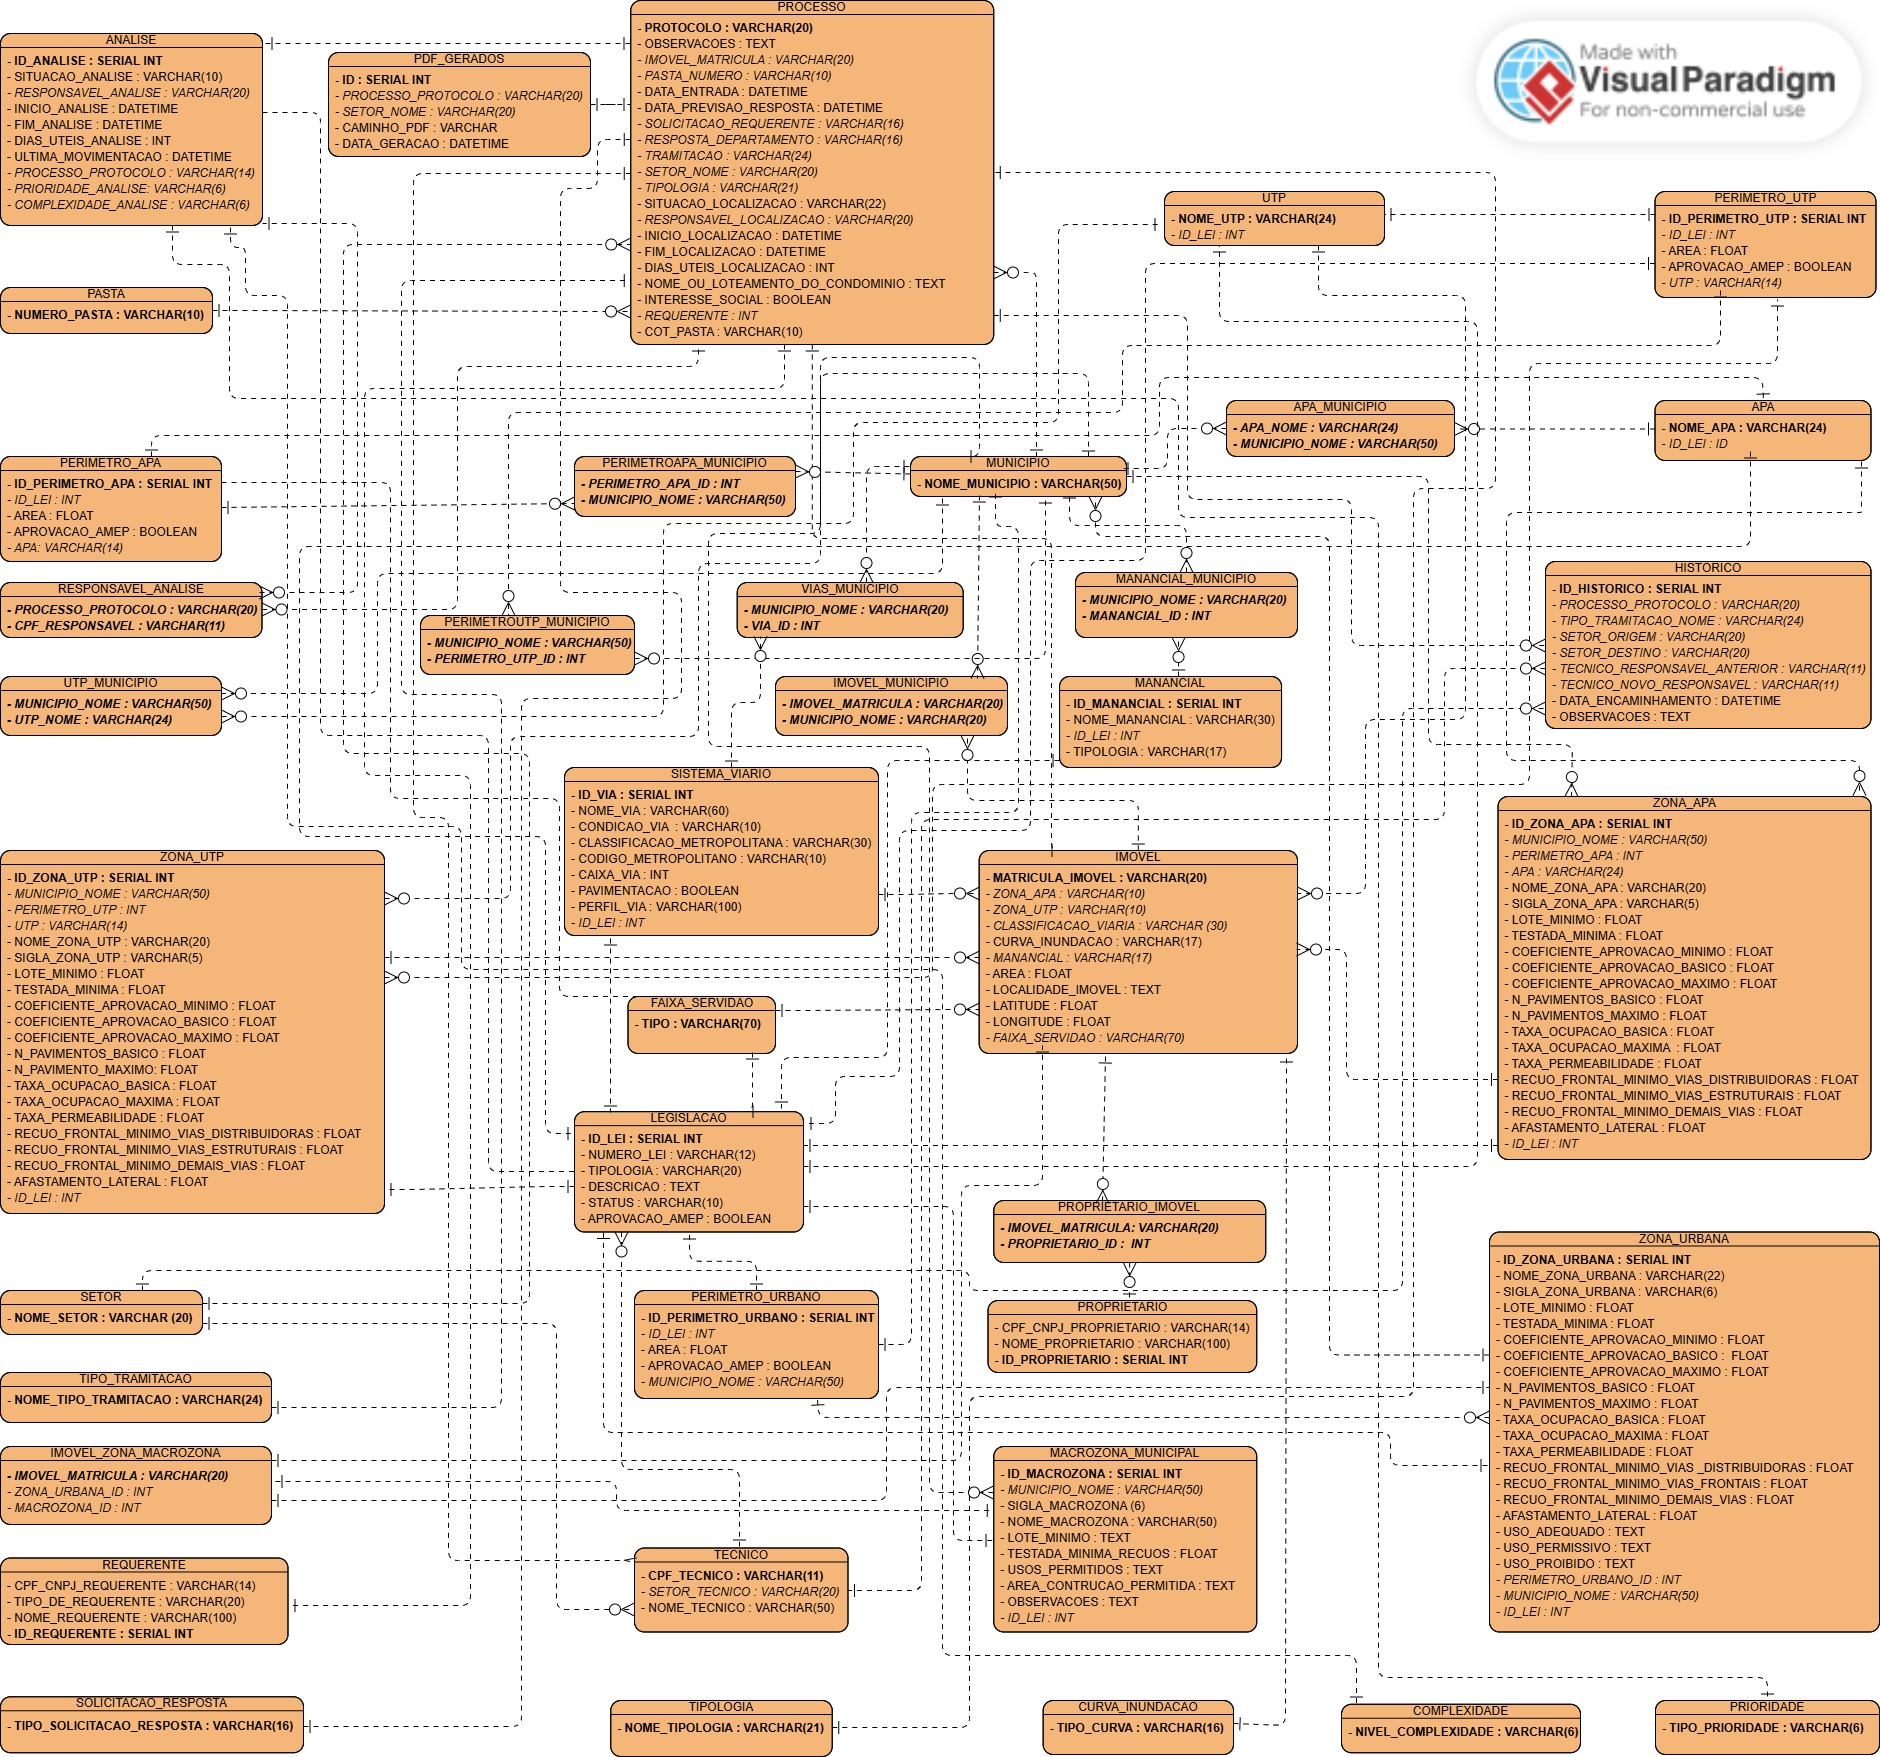 PROCESSO
- PROTOCOLO : VARCHAR(20)
- OBSERVACOES : TEXT
- IMOVEL_MATRICULA : VARCHAR(20)
- PASTA_NUMERO : VARCHAR(10)
- DATA_ENTRADA : DATETIME
- DATA_PREVISAO_RESPOSTA : DATETIME
- SOLICITACAO_REQUERENTE : VARCHAR(16)
- RESPOSTA_DEPARTAMENTO : VARCHAR(16)
- TRAMITACAO : VARCHAR(24)
- SETOR_NOME : VARCHAR(20)
- TIPOLOGIA : VARCHAR(21)
- SITUACAO_LOCALIZACAO : VARCHAR(22)
- RESPONSAVEL_LOCALIZACAO : VARCHAR(20)
- INICIO_LOCALIZACAO : DATETIME
- FIM_LOCALIZACAO : DATETIME
- DIAS_UTEIS_LOCALIZACAO : INT
- NOME_OU_LOTEAMENTO_DO_CONDOMINIO : TEXT
- INTERESSE_SOCIAL : BOOLEAN
- REQUERENTE : INT
- COT_PASTA : VARCHAR(10)
Made with
Visual Paradigm
For non-commercial use
ANALISE
- ID_ANALISE : SERIAL INT
- SITUACAO_ANALISE : VARCHAR(10)
- RESPONSAVEL_ANALISE : VARCHAR(20)
- INICIO_ANALISE : DATETIME
- FIM_ANALISE : DATETIME
- DIAS_UTEIS_ANALISE : INT
- ULTIMA_MOVIMENTACAO : DATETIME
- PROCESSO_PROTOCOLO : VARCHAR(14)
- PRIORIDADE_ANALISE: VARCHAR(6)
- COMPLEXIDADE_ANALISE : VARCHAR(6)
PDF_GERADOS
- ID : SERIAL INT
- PROCESSO_PROTOCOLO : VARCHAR(20)
- SETOR_NOME : VARCHAR(20)
- CAMINHO_PDF : VARCHAR
- DATA_GERACAO : DATETIME
UTP
- NOME_UTP : VARCHAR(24)
- ID_LEI : INT
PERIMETRO_UTP
- ID_PERIMETRO_UTP : SERIAL INT
- ID_LEI : INT
- AREA : FLOAT
- APROVACAO_AMEP : BOOLEAN
- UTP : VARCHAR(14)
PASTA
- NUMERO_PASTA : VARCHAR(10)
APA_MUNICIPIO
- APA_NOME : VARCHAR(24)
- MUNICIPIO_NOME : VARCHAR(50)
APA
- NOME_APA : VARCHAR(24)
- ID_LEI : ID
PERIMETRO_APA
- ID_PERIMETRO_APA : SERIAL INT
- ID_LEI : INT
- AREA : FLOAT
- APROVACAO_AMEP : BOOLEAN
- APA: VARCHAR(14)
PERIMETROAPA_MUNICIPIO
- PERIMETRO_APA_ID : INT
- MUNICIPIO_NOME : VARCHAR(50)
MUNICIPIO
- NOME_MUNICIPIO : VARCHAR(50)
RESPONSAVEL_ANALISE
- PROCESSO_PROTOCOLO : VARCHAR(20)
- CPF_RESPONSAVEL : VARCHAR(11)
PERIMETROUTP_MUNICIPIO
- MUNICIPIO_NOME : VARCHAR(50)
- PERIMETRO_UTP_ID : INT
VIAS_MUNICIPIO
- MUNICIPIO_NOME : VARCHAR(20)
- VIA_ID : INT
MANANCIAL_MUNICIPIO
- MUNICIPIO_NOME : VARCHAR(20)
- MANANCIAL_ID : INT
HISTORICO
- ID_HISTORICO : SERIAL INT
- PROCESSO_PROTOCOLO : VARCHAR(20)
- TIPO_TRAMITACAO_NOME : VARCHAR(24)
- SETOR_ORIGEM : VARCHAR(20)
- SETOR_DESTINO : VARCHAR(20)
- TECNICO_RESPONSAVEL_ANTERIOR : VARCHAR(11)
- TECNICO_NOVO_RESPONSAVEL : VARCHAR(11)
- DATA_ENCAMINHAMENTO : DATETIME
- OBSERVACOES : TEXT
UTP_MUNICIPIO
- MUNICIPIO_NOME : VARCHAR(50)
- UTP_NOME : VARCHAR(24)
IMOVEL_MUNICIPIO
- IMOVEL_MATRICULA : VARCHAR(20)
- MUNICIPIO_NOME : VARCHAR(20)
MANANCIAL
- ID_MANANCIAL : SERIAL INT
- NOME_MANANCIAL : VARCHAR(30)
- ID_LEI : INT
- TIPOLOGIA : VARCHAR(17)
SISTEMA_VIARIO
- ID_VIA : SERIAL INT
- NOME_VIA : VARCHAR(60)
- CONDICAO_VIA : VARCHAR(10)
- CLASSIFICACAO_METROPOLITANA : VARCHAR(30)
- CODIGO_METROPOLITANO : VARCHAR(10)
- CAIXA_VIA : INT
- PAVIMENTACAO : BOOLEAN
- PERFIL_VIA : VARCHAR(100)
- ID_LEI : INT
ZONA_APA
- ID_ZONA_APA : SERIAL INT
- MUNICIPIO_NOME : VARCHAR(50)
- PERIMETRO_APA : INT
- APA : VARCHAR(24)
- NOME_ZONA_APA : VARCHAR(20)
- SIGLA_ZONA_APA : VARCHAR(5)
- LOTE_MINIMO : FLOAT
- TESTADA_MINIMA : FLOAT
- COEFICIENTE_APROVACAO_MINIMO : FLOAT
- COEFICIENTE_APROVACAO_BASICO : FLOAT
- COEFICIENTE_APROVACAO_MAXIMO : FLOAT
- N_PAVIMENTOS_BASICO : FLOAT
- N_PAVIMENTOS_MAXIMO : FLOAT
- TAXA_OCUPACAO_BASICA : FLOAT
- TAXA_OCUPACAO_MAXIMA : FLOAT
- TAXA_PERMEABILIDADE : FLOAT
- RECUO_FRONTAL_MINIMO_VIAS_DISTRIBUIDORAS : FLOAT
- RECUO_FRONTAL_MINIMO_VIAS_ESTRUTURAIS : FLOAT
- RECUO_FRONTAL_MINIMO_DEMAIS_VIAS : FLOAT
- AFASTAMENTO_LATERAL : FLOAT
- ID_LEI : INT
ZONA_UTP
- ID_ZONA_UTP : SERIAL INT
- MUNICIPIO_NOME : VARCHAR(50)
- PERIMETRO_UTP : INT
- UTP : VARCHAR(14)
- NOME_ZONA_UTP : VARCHAR(20)
- SIGLA_ZONA_UTP : VARCHAR(5)
- LOTE_MINIMO : FLOAT
- TESTADA_MINIMA : FLOAT
- COEFICIENTE_APROVACAO_MINIMO : FLOAT
- COEFICIENTE_APROVACAO_BASICO : FLOAT
- COEFICIENTE_APROVACAO_MAXIMO : FLOAT
- N_PAVIMENTOS_BASICO : FLOAT
- N_PAVIMENTO_MAXIMO: FLOAT
- TAXA_OCUPACAO_BASICA : FLOAT
- TAXA_OCUPACAO_MAXIMA : FLOAT
- TAXA_PERMEABILIDADE : FLOAT
- RECUO_FRONTAL_MINIMO_VIAS_DISTRIBUIDORAS : FLOAT
- RECUO_FRONTAL_MINIMO_VIAS_ESTRUTURAIS : FLOAT
- RECUO_FRONTAL_MINIMO_DEMAIS_VIAS : FLOAT
- AFASTAMENTO_LATERAL : FLOAT
- ID_LEI : INT
IMOVEL
- MATRICULA_IMOVEL : VARCHAR(20)
- ZONA_APA : VARCHAR(10)
- ZONA_UTP : VARCHAR(10)
- CLASSIFICACAO_VIARIA : VARCHAR (30)
- CURVA_INUNDACAO : VARCHAR(17)
- MANANCIAL : VARCHAR(17)
- AREA : FLOAT
- LOCALIDADE_IMOVEL : TEXT
- LATITUDE : FLOAT
- LONGITUDE : FLOAT
- FAIXA_SERVIDAO : VARCHAR(70)
FAIXA_SERVIDAO
- TIPO : VARCHAR(70)
LEGISLACAO
- ID_LEI : SERIAL INT
- NUMERO_LEI : VARCHAR(12)
- TIPOLOGIA : VARCHAR(20)
- DESCRICAO : TEXT
- STATUS : VARCHAR(10)
- APROVACAO_AMEP : BOOLEAN
PROPRIETARIO_IMOVEL
- IMOVEL_MATRICULA: VARCHAR(20)
- PROPRIETARIO_ID : INT
ZONA_URBANA
- ID_ZONA_URBANA : SERIAL INT
- NOME_ZONA_URBANA : VARCHAR(22)
- SIGLA_ZONA_URBANA : VARCHAR(6)
- LOTE_MINIMO : FLOAT
- TESTADA_MINIMA : FLOAT
- COEFICIENTE_APROVACAO_MINIMO : FLOAT
- COEFICIENTE_APROVACAO_BASICO : FLOAT
- COEFICIENTE_APROVACAO_MAXIMO : FLOAT
- N_PAVIMENTOS_BASICO : FLOAT
- N_PAVIMENTOS_MAXIMO : FLOAT
- TAXA_OCUPACAO_BASICA : FLOAT
- TAXA_OCUPACAO_MAXIMA : FLOAT
- TAXA_PERMEABILIDADE : FLOAT
- RECUO_FRONTAL_MINIMO_VIAS _DISTRIBUIDORAS : FLOAT
- RECUO_FRONTAL_MINIMO_VIAS_FRONTAIS : FLOAT
- RECUO_FRONTAL_MINIMO_DEMAIS_VIAS : FLOAT
- AFASTAMENTO_LATERAL : FLOAT
- USO_ADEQUADO : TEXT
- USO_PERMISSIVO : TEXT
- USO_PROIBIDO : TEXT
- PERIMETRO_URBANO_ID : INT
- MUNICIPIO_NOME : VARCHAR(50)
- ID_LEI : INT
SETOR
- NOME_SETOR : VARCHAR (20)
PERIMETRO_URBANO
- ID_PERIMETRO_URBANO : SERIAL INT
- ID_LEI : INT
- AREA : FLOAT
- APROVACAO_AMEP : BOOLEAN
- MUNICIPIO_NOME : VARCHAR(50)
PROPRIETARIO
- CPF_CNPJ_PROPRIETARIO : VARCHAR(14)
- NOME_PROPRIETARIO : VARCHAR(100)
- ID_PROPRIETARIO : SERIAL INT
TIPO_TRAMITACAO
- NOME_TIPO_TRAMITACAO : VARCHAR(24)
IMOVEL_ZONA_MACROZONA
- IMOVEL_MATRICULA : VARCHAR(20)
- ZONA_URBANA_ID : INT
- MACROZONA_ID : INT
MACROZONA_MUNICIPAL
- ID_MACROZONA : SERIAL INT
- MUNICIPIO_NOME : VARCHAR(50)
- SIGLA_MACROZONA (6)
- NOME_MACROZONA : VARCHAR(50)
- LOTE_MINIMO : TEXT
- TESTADA_MINIMA_RECUOS : FLOAT
- USOS_PERMITIDOS : TEXT
- AREA_CONTRUCAO_PERMITIDA : TEXT
- OBSERVACOES : TEXT
- ID_LEI : INT
REQUERENTE
- CPF_CNPJ_REQUERENTE : VARCHAR(14)
- TIPO_DE_REQUERENTE : VARCHAR(20)
- NOME_REQUERENTE : VARCHAR(100)
- ID_REQUERENTE : SERIAL INT
TECNICO
- CPF_TECNICO : VARCHAR(11)
- SETOR_TECNICO : VARCHAR(20)
- NOME_TECNICO : VARCHAR(50)
SOLICITACAO_RESPOSTA
- TIPO_SOLICITACAO_RESPOSTA : VARCHAR(16)
TIPOLOGIA
- NOME_TIPOLOGIA : VARCHAR(21)
CURVA_INUNDACAO
- TIPO_CURVA : VARCHAR(16)
COMPLEXIDADE
- NIVEL_COMPLEXIDADE : VARCHAR(6)
PRIORIDADE
- TIPO_PRIORIDADE : VARCHAR(6)